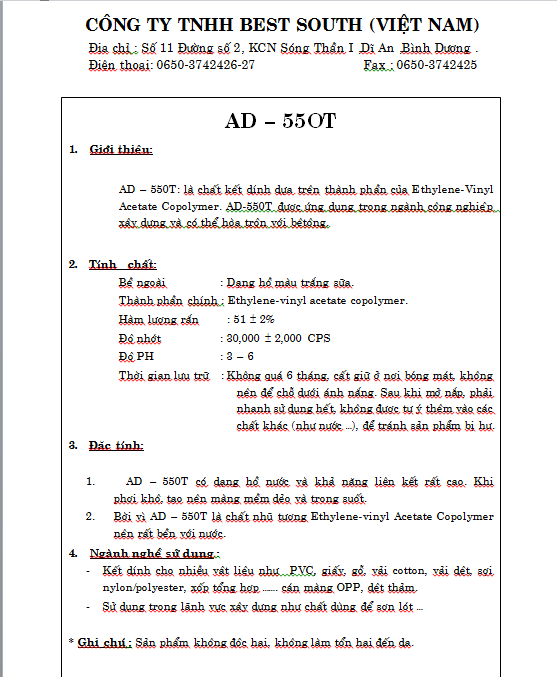 CÔNG TY TNHH BEST SOUTH (VIỆT NAM)
Địa chỉ : Số 11 Đường số 2, KCN Sóng Thần I Dĩ An Bình Dương .
Điện thoại: 0650-3742426-27 Fax : 0650-3742425
AD – 550T
1. Giới thiệu:
AD – 550T: là chất kết dính dựa trên thành phần của Ethylene-Vinyl
Acetate Copolymer. AD-550T được ứng dụng trong ngành công nghiệp
xây dựng và có thể hòa trộn với bêtông.
2. Tính chất:
Bề ngoài : Dạng hồ màu trắng sữa.
Thành phần chính : Ethylene-vinyl acetate copolymer.
Hàm lượng rắn : 51 ± 2%
Độ nhớt : 30,000 ± 2,000 CPS
Độ PH : 3 – 6
Thời gian lưu trữ : Không quá 6 tháng, cất giữ ở nơi bóng mát, không
nên để chỗ dưới ánh nắng. Sau khi mở nắp, phải
nhanh sử dụng hết, không được tự ý thêm vào các
chất khác (như nước ...), để tránh sản phẩm bị hư.
3. Đặc tính:
1. AD – 550T có dạng hồ nước và khả năng liên kết rất cao. Khi
phơi khô, tạo nên màng mềm dẻo và trong suốt.
2. Bởi vì AD – 550T là chất nhũ tương Ethylene-vinyl Acetate Copolymer
nên rất bền với nước.
4. Ngành nghề sử dụng :
- Kết dính cho nhiều vật liệu như PVC, giấy, gỗ, vải cotton, vải dệt, sợi
nylon/polyester, xốp tổng hợp ....... cán màng OPP, dệt thảm.
- Sử dụng trong lãnh vực xây dựng như chất dùng để sơn lót ...
* Ghi chú : Sản phẩm không độc hại, không làm tổn hại đến da.